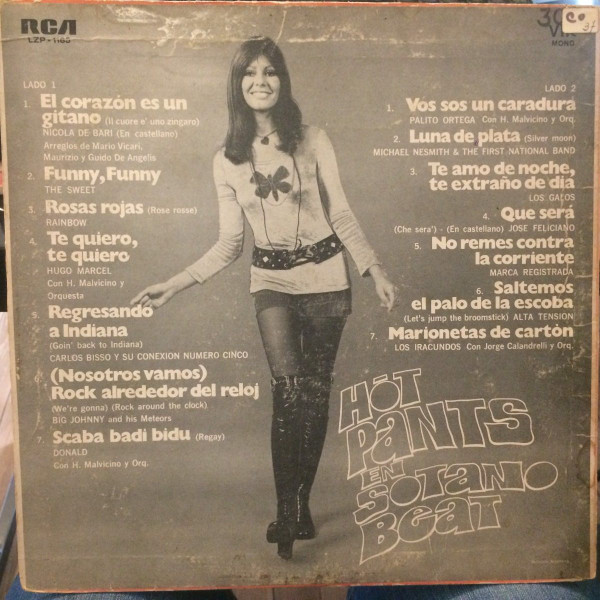 RCA
LZP-1165
MONO.
LADO 1
1. El corazón es un
gitano (Il cuore e' uno zingaro)
NICOLA DE BARI (En castellano)
Arreglos de Mario Vicari,
Maurizio y Guido De Angelis
2. Funny, Funny
THE SWEET
3. Rosas rojas (Rose rosse)
RAINBOW
4. Te quiero,
te quiero
HUGO MARCEL
Con H. Malvicino y
Orquesta
5. Regresando
a Indiana
(Goin' back to Indiana)
CARLOS BISSO Y SU CONEXION NUMERO CINCO
6.
(Nosotros vamos)
Rock alrededor del reloj
(We're gonna) (Rock around the clock)
BIG JOHNNY and his Meteors
7. Scaba badi bidu (Regay)
DONALD
Con H. Malvicino y Orq.
LADO 2
1. Vos sos un caradura
PALITO ORTEGA Con H. Malvicino y Orq.
2. Luna de plata (Silver moon)
MICHAEL NESMITH & THE FIRST NATIONAL BAND
3. Te amo de noche,
te extraño de dia
LOS GALOS
4. Que será
(Che sera') - (En castellano) JOSE FELICIANO
5. No remes contra
la corriente
MARCA REGISTRADA
6. Saltemos
el palo de la escoba
(Let's jump the broomstick) ALTA TENSION
7. Marionetas de cartón
LOS IRACUNDOS Con Jorge Calandrelli y Orq.
HOT
PANTS
EN
SOTANO
BEAT